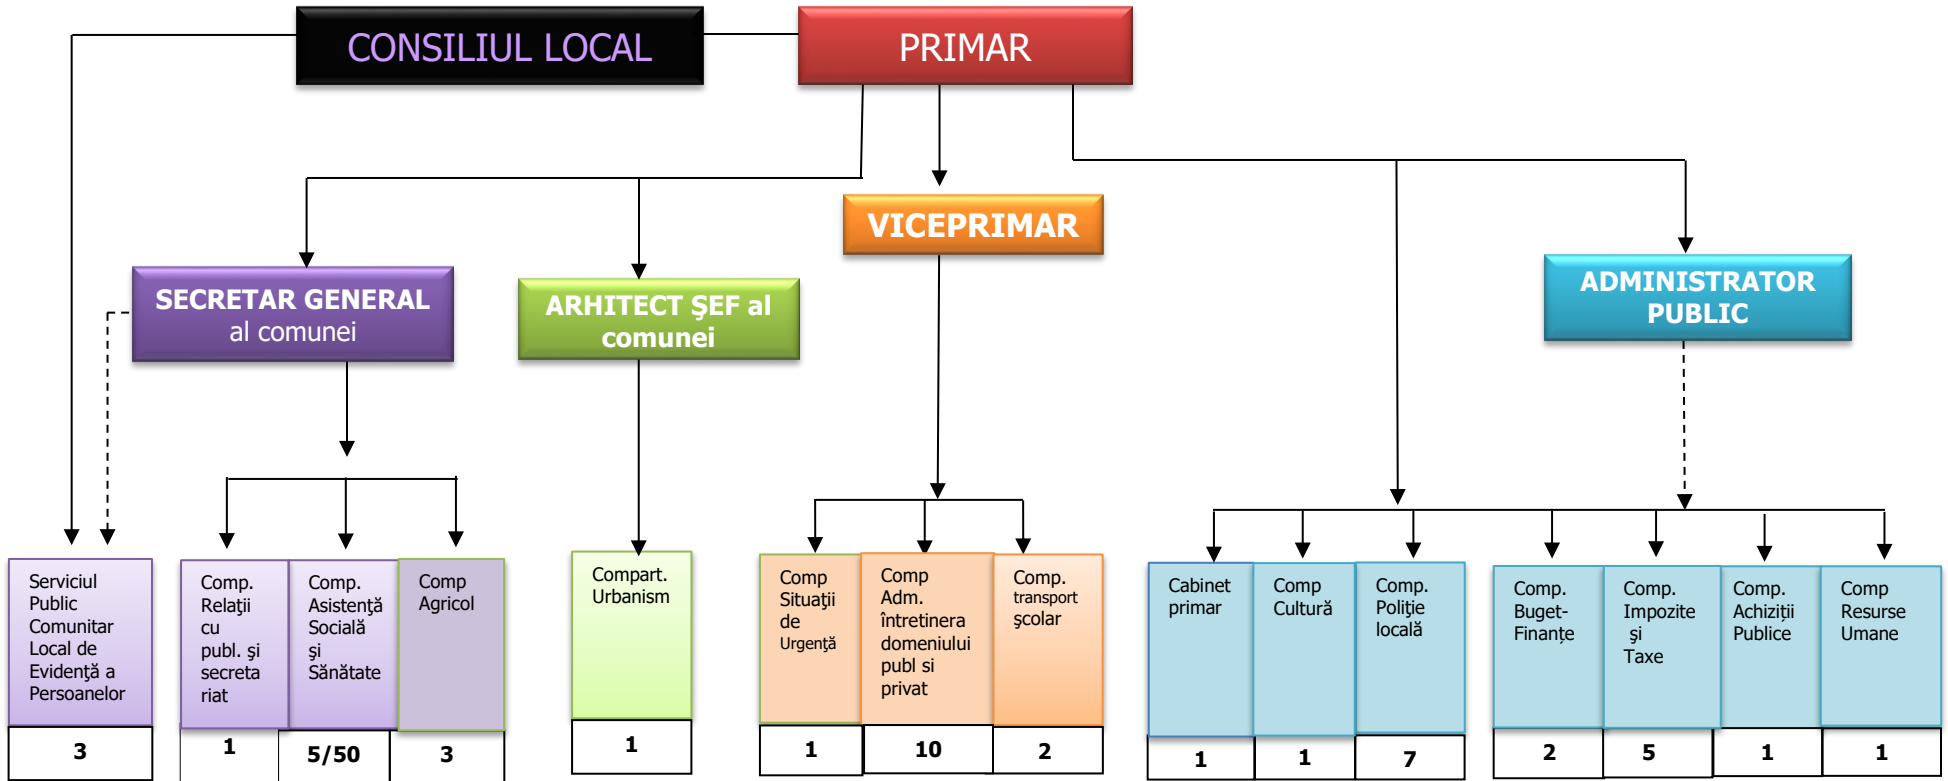 CONSILIUL LOCAL
PRIMAR
VICEPRIMAR
SECRETAR GENERAL
al comunei
ARHITECT ŞEF al
comunei
ADMINISTRATOR
PUBLIC
Serviciul
Public
Comunitar
Local de
Evidenţă a
Persoanelor
3
Comp.
Relaţii
cu
publ. şi
secreta
riat
1
Comp.
Asistenţă
Socială
şi
Sănătate
5/50
Comp
Agricol
3
Compart.
Urbanism
1
Comp
Situaţii
de
Urgenţă
1
Comp
Adm.
întretinera
domeniului
publ si
privat
10
Comp.
transport
şcolar
2
Cabinet
primar
1
Comp
Cultură
1
Comp.
Poliţie
locală
7
Comp.
Buget-
Finanțe
2
Comp.
Impozite
şi
Taxe
5
Comp.
Achiziții
Publice
1
Comp
Resurse
Umane
1